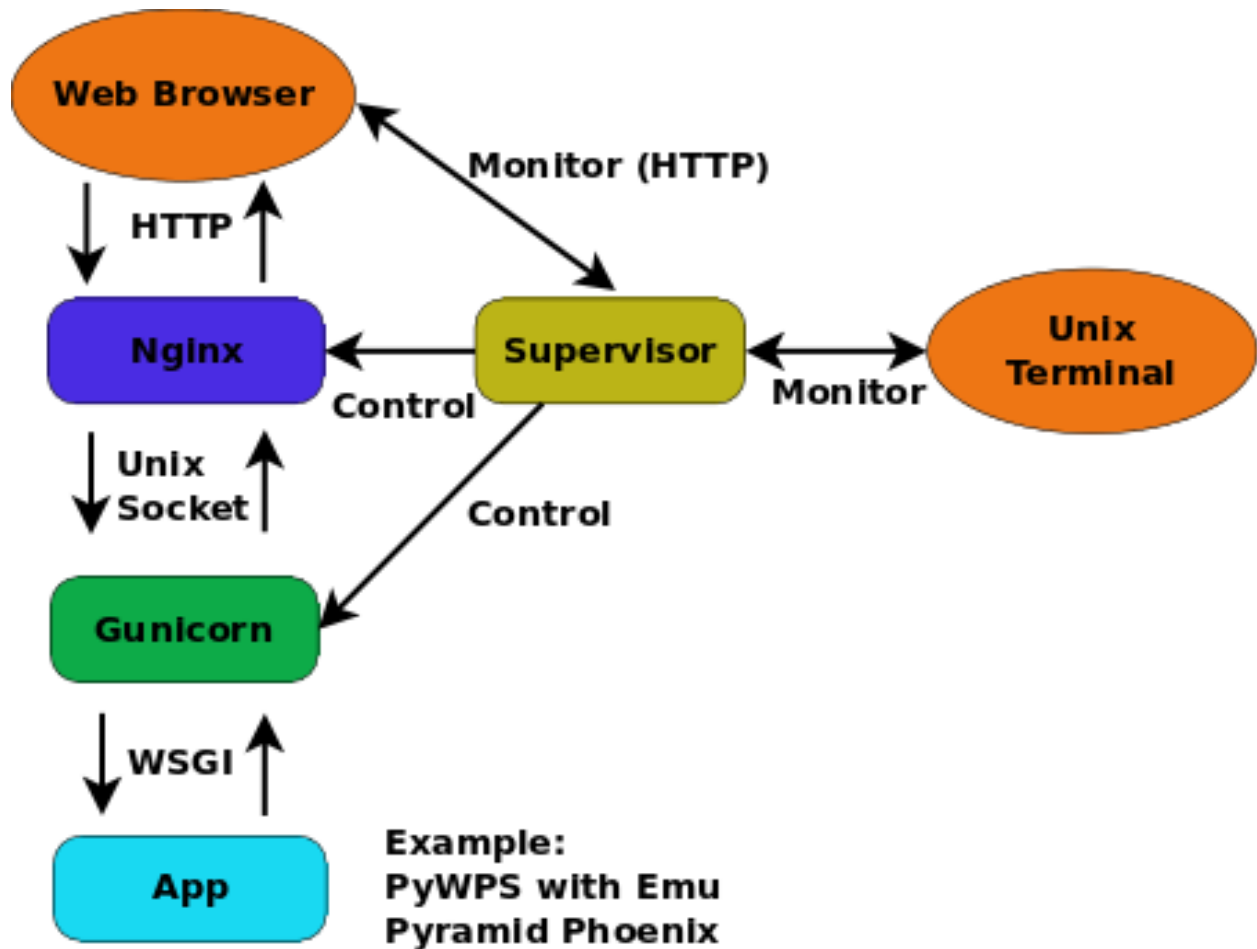 Web Browser
Monitor (HTTP)
HTTP
Nginx
Supervisor
Unix
Terminal
Control
Monitor
Unix
Socket
Control
Gunicorn
WSGI
App
Example:
PyWPS with Emu
Pyramid Phoenix